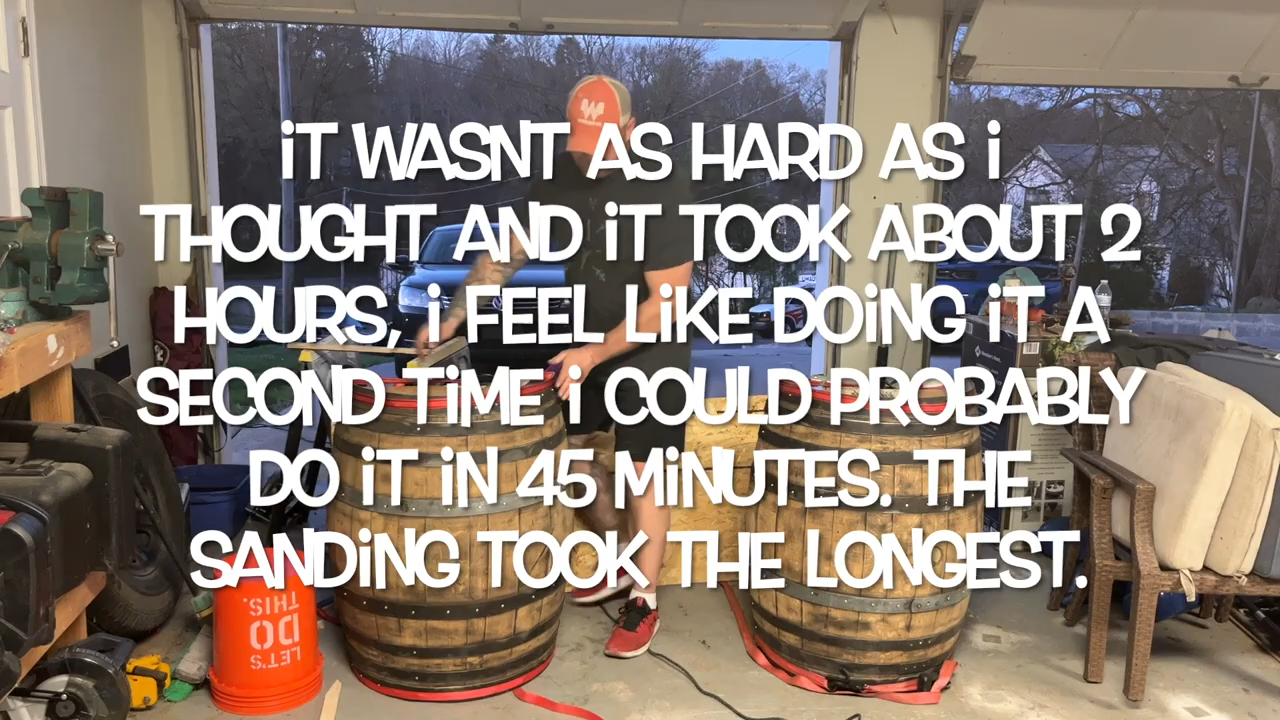 iT WASNT AS HARD AS i
THOUGHT AND iT TOOK ABOUT 2
HOURS, i FEEL LiKE DOiNG iT A
SECOND TiME i COULD PROBABLY
DO iT iN 45 MiNUTES. THE
SANDiNG TOOK THE LONGEST.
LET'S
DO
THIS.